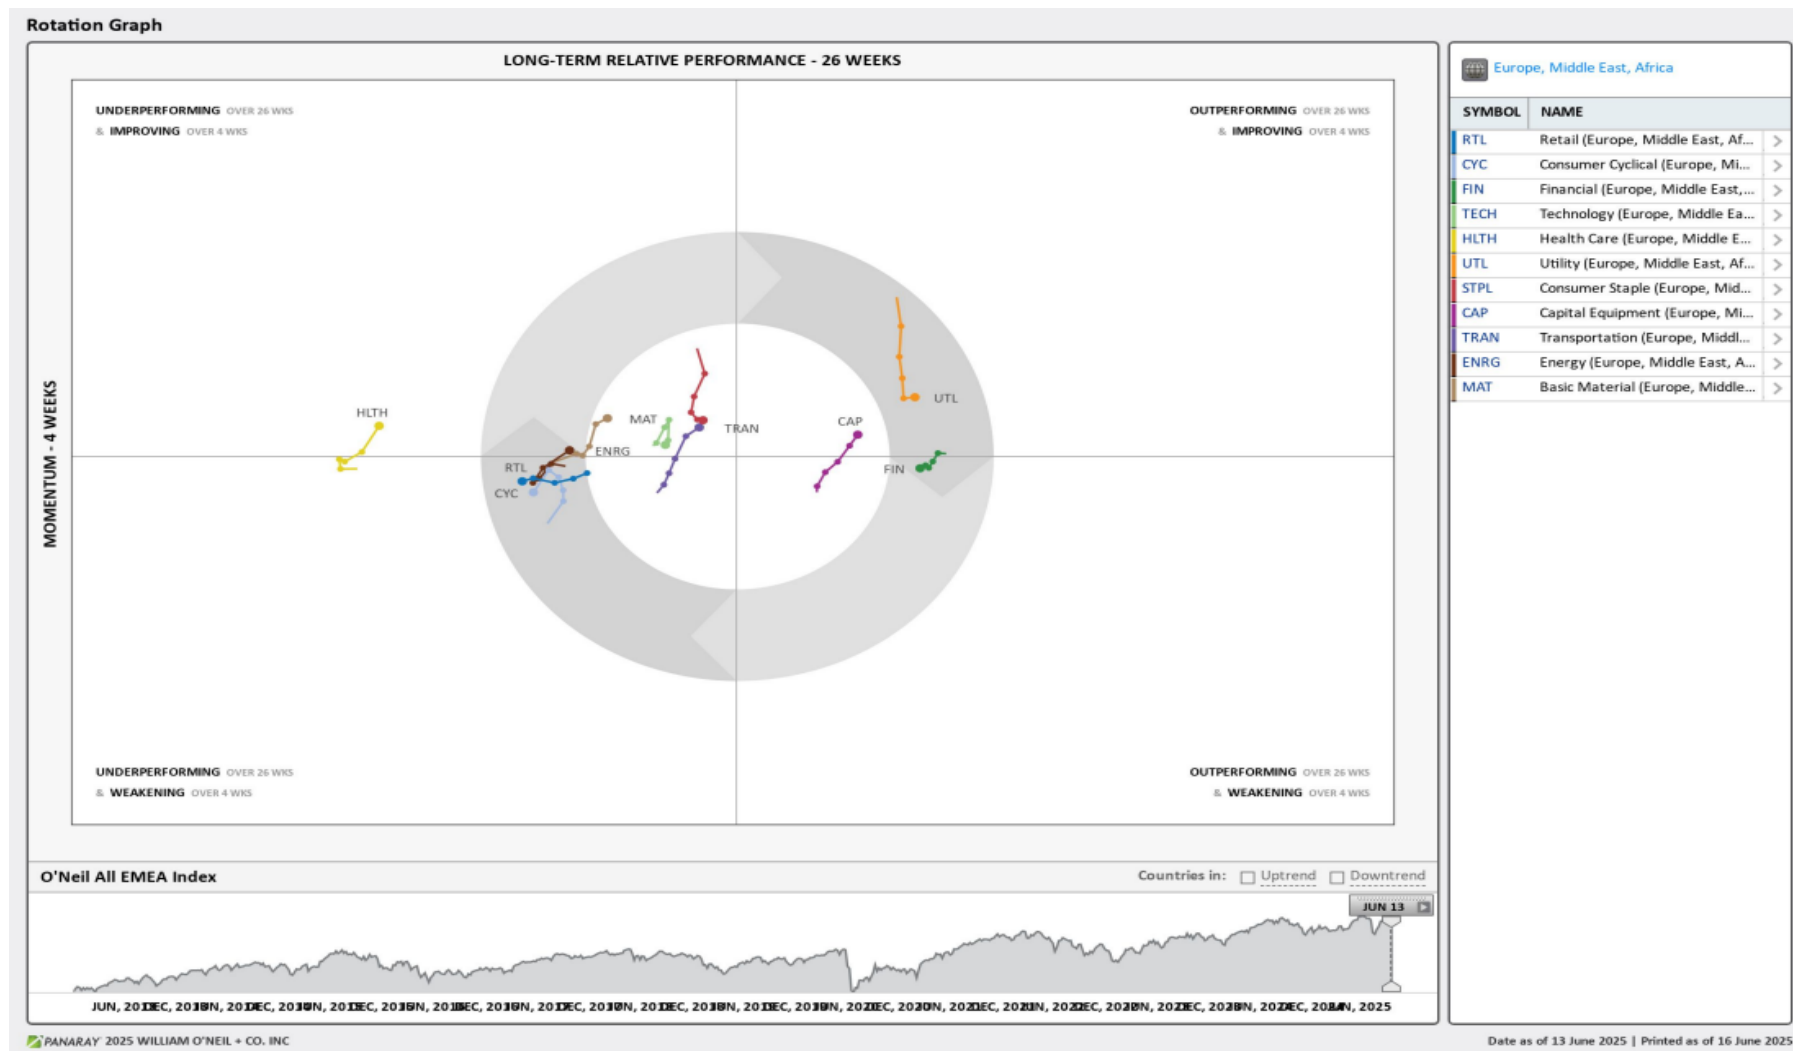 Rotation Graph
LONG-TERM RELATIVE PERFORMANCE - 26 WEEKS
UNDERPERFORMING OVER 26 WKS
& IMPROVING OVER 4 WKS
OUTPERFORMING OVER 26 WKS
& IMPROVING OVER 4 WKS
MOMENTUM - 4 WEEKS
HLTH
UTL
MAT
TRAN
CAP
ENRG
RTL
FIN
CYC
UNDERPERFORMING OVER 26 WKS
& WEAKENING OVER 4 WKS
OUTPERFORMING OVER 26 WKS
& WEAKENING OVER 4 WKS
Europe, Middle East, Africa
SYMBOL NAME
RTL Retail (Europe, Middle East, Af...
CYC Consumer Cyclical (Europe, Mi...
FIN Financial (Europe, Middle East,...
TECH Technology (Europe, Middle Ea...
HLTH Health Care (Europe, Middle E...
UTL Utility (Europe, Middle East, Af...
STPL Consumer Staple (Europe, Mid...
CAP Capital Equipment (Europe, Mi...
TRAN Transportation (Europe, Middl...
ENRG Energy (Europe, Middle East, A...
MAT Basic Material (Europe, Middle...
O'Neil All EMEA Index
Countries in: Uptrend Downtrend
JUN 13
JUN, 2025
PANARAY 2025 WILLIAM O'NEIL + CO. INC
Date as of 13 June 2025 | Printed as of 16 June 2025